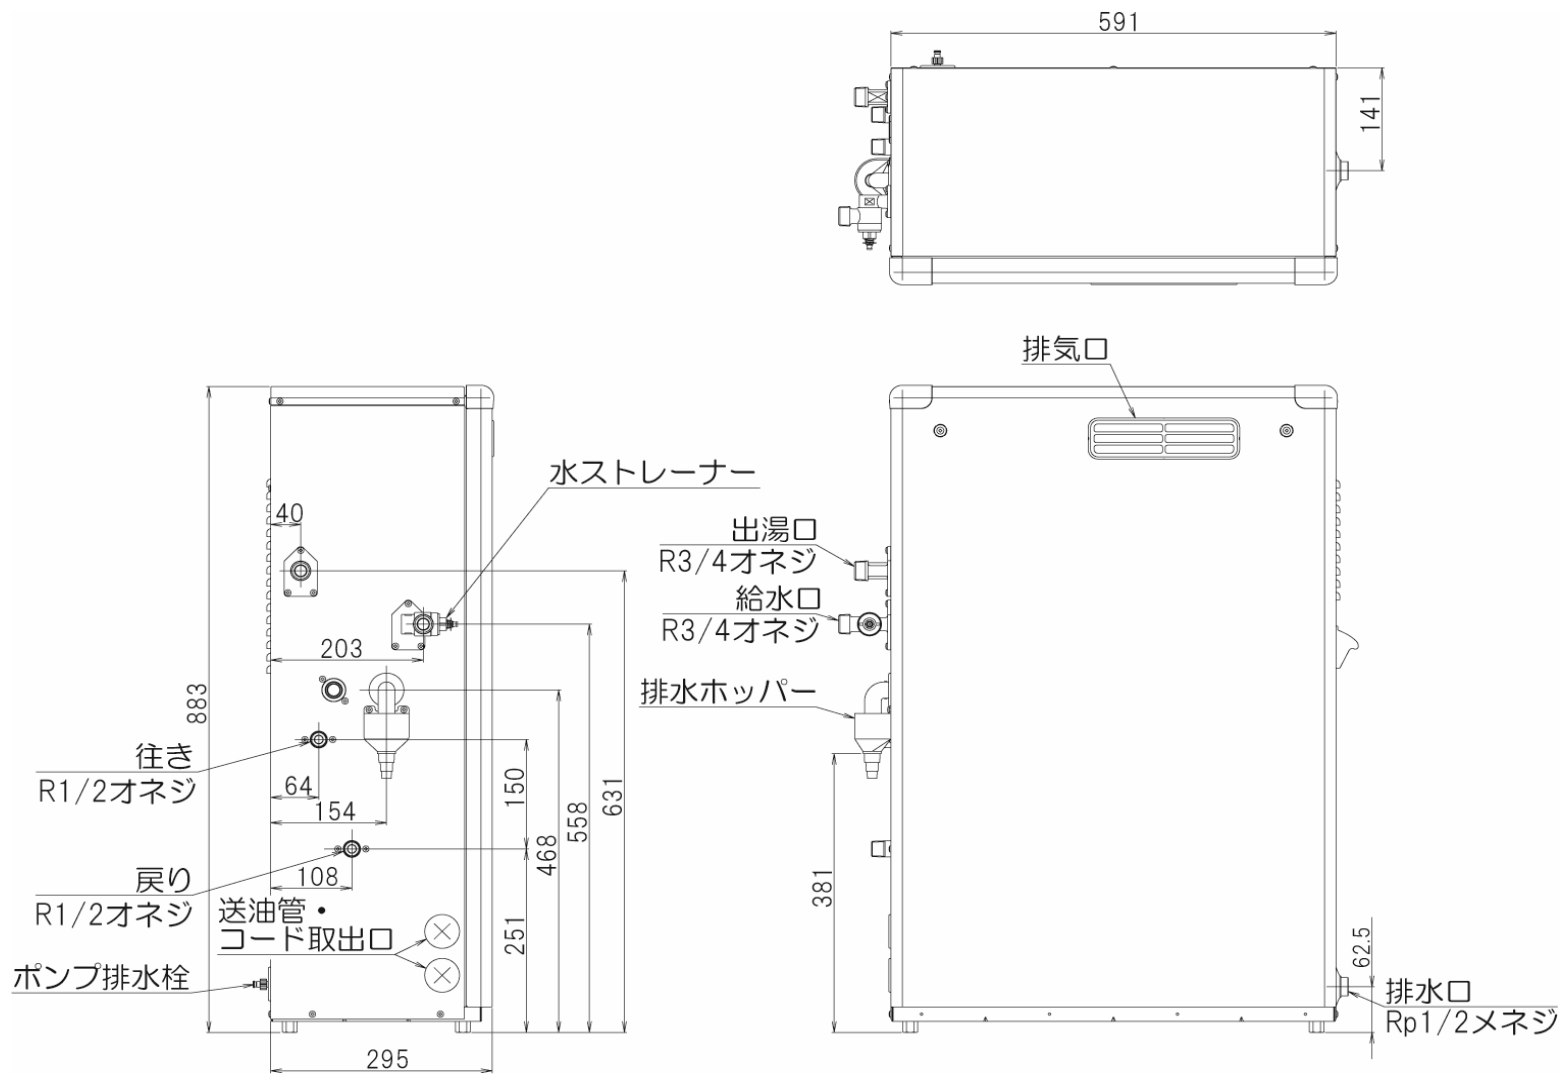 591
141
排気口
水ストレーナー
40
出湯口
R3/4オネジ
給水口
R3/4オネジ
203
排水ホッパー
883
往き
R1/2オネジ
64
154
150
631
558
468
381
戻り
R1/2オネジ
108
送油管・
コード取出口
251
62.5
ポンプ排水栓
排水口
Rp1/2メネジ
295